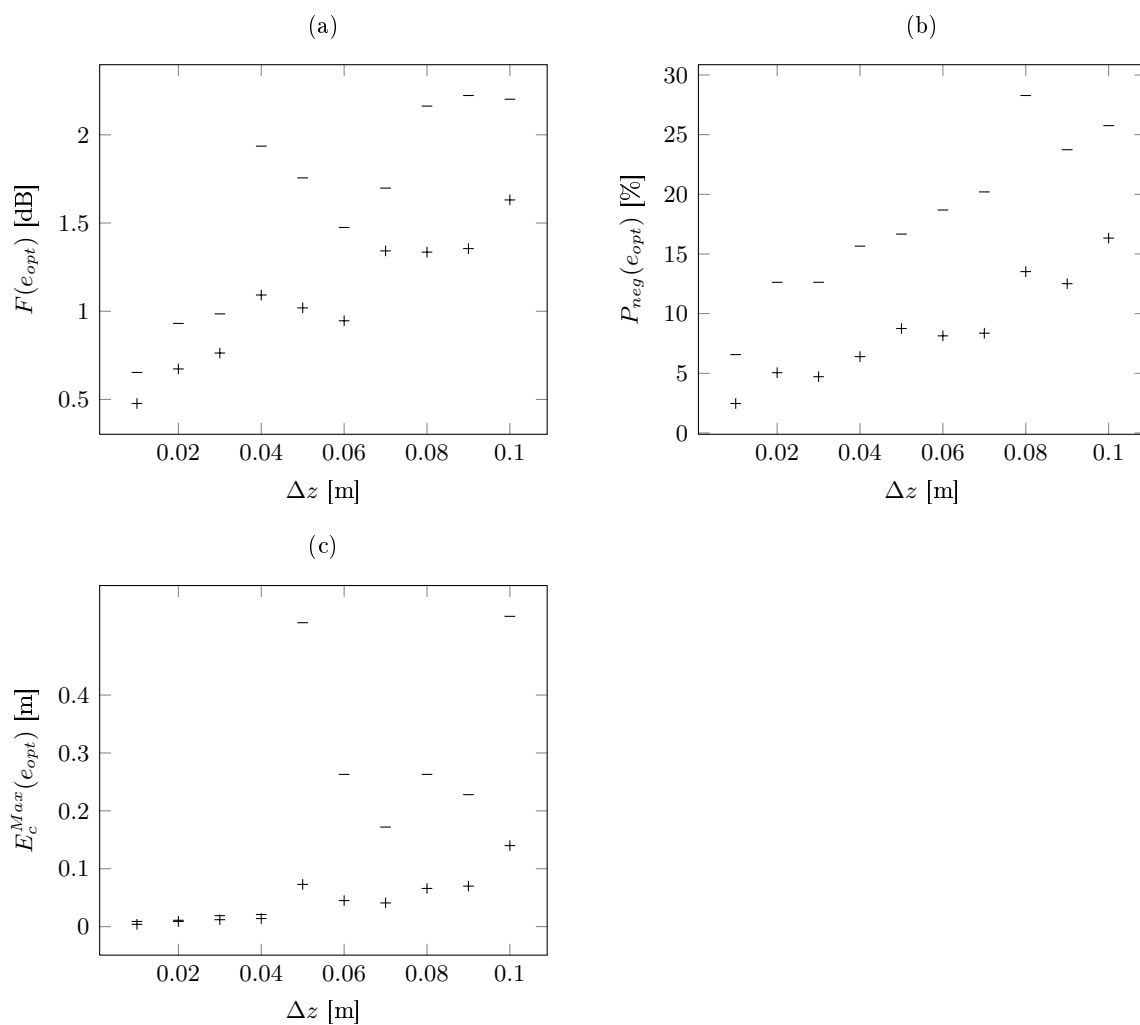 (a)
2
1.5
1
0.5
F(e_opt) [dB]
0.02 0.04 0.06 0.08 0.1
Δz [m]
(b)
30
25
20
15
10
5
0
P_neg(e_opt) [%]
0.02 0.04 0.06 0.08 0.1
Δz [m]
(c)
0.4
0.3
0.2
0.1
0
E_c^Max(e_opt) [m]
0.02 0.04 0.06 0.08 0.1
Δz [m]